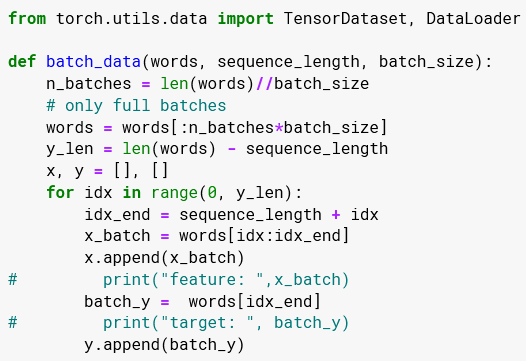 from torch.utils.data import TensorDataset, DataLoader

def batch_data(words, sequence_length, batch_size):
    n_batches = len(words)//batch_size
    # only full batches
    words = words[:n_batches*batch_size]
    y_len = len(words) - sequence_length
    x, y = [], []
    for idx in range(0, y_len):
        idx_end = sequence_length + idx
        x_batch = words[idx:idx_end]
        x.append(x_batch)
#         print("feature: ",x_batch)
        batch_y =  words[idx_end]
#         print("target: ", batch_y)
        y.append(batch_y)